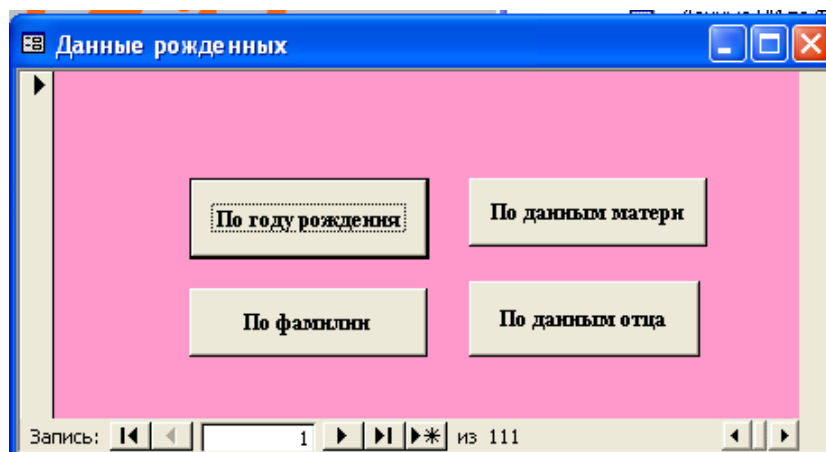 Данные рожденных
По году рождения
По данным матери
По фамилии
По данным отца
Запись: 1 из 111